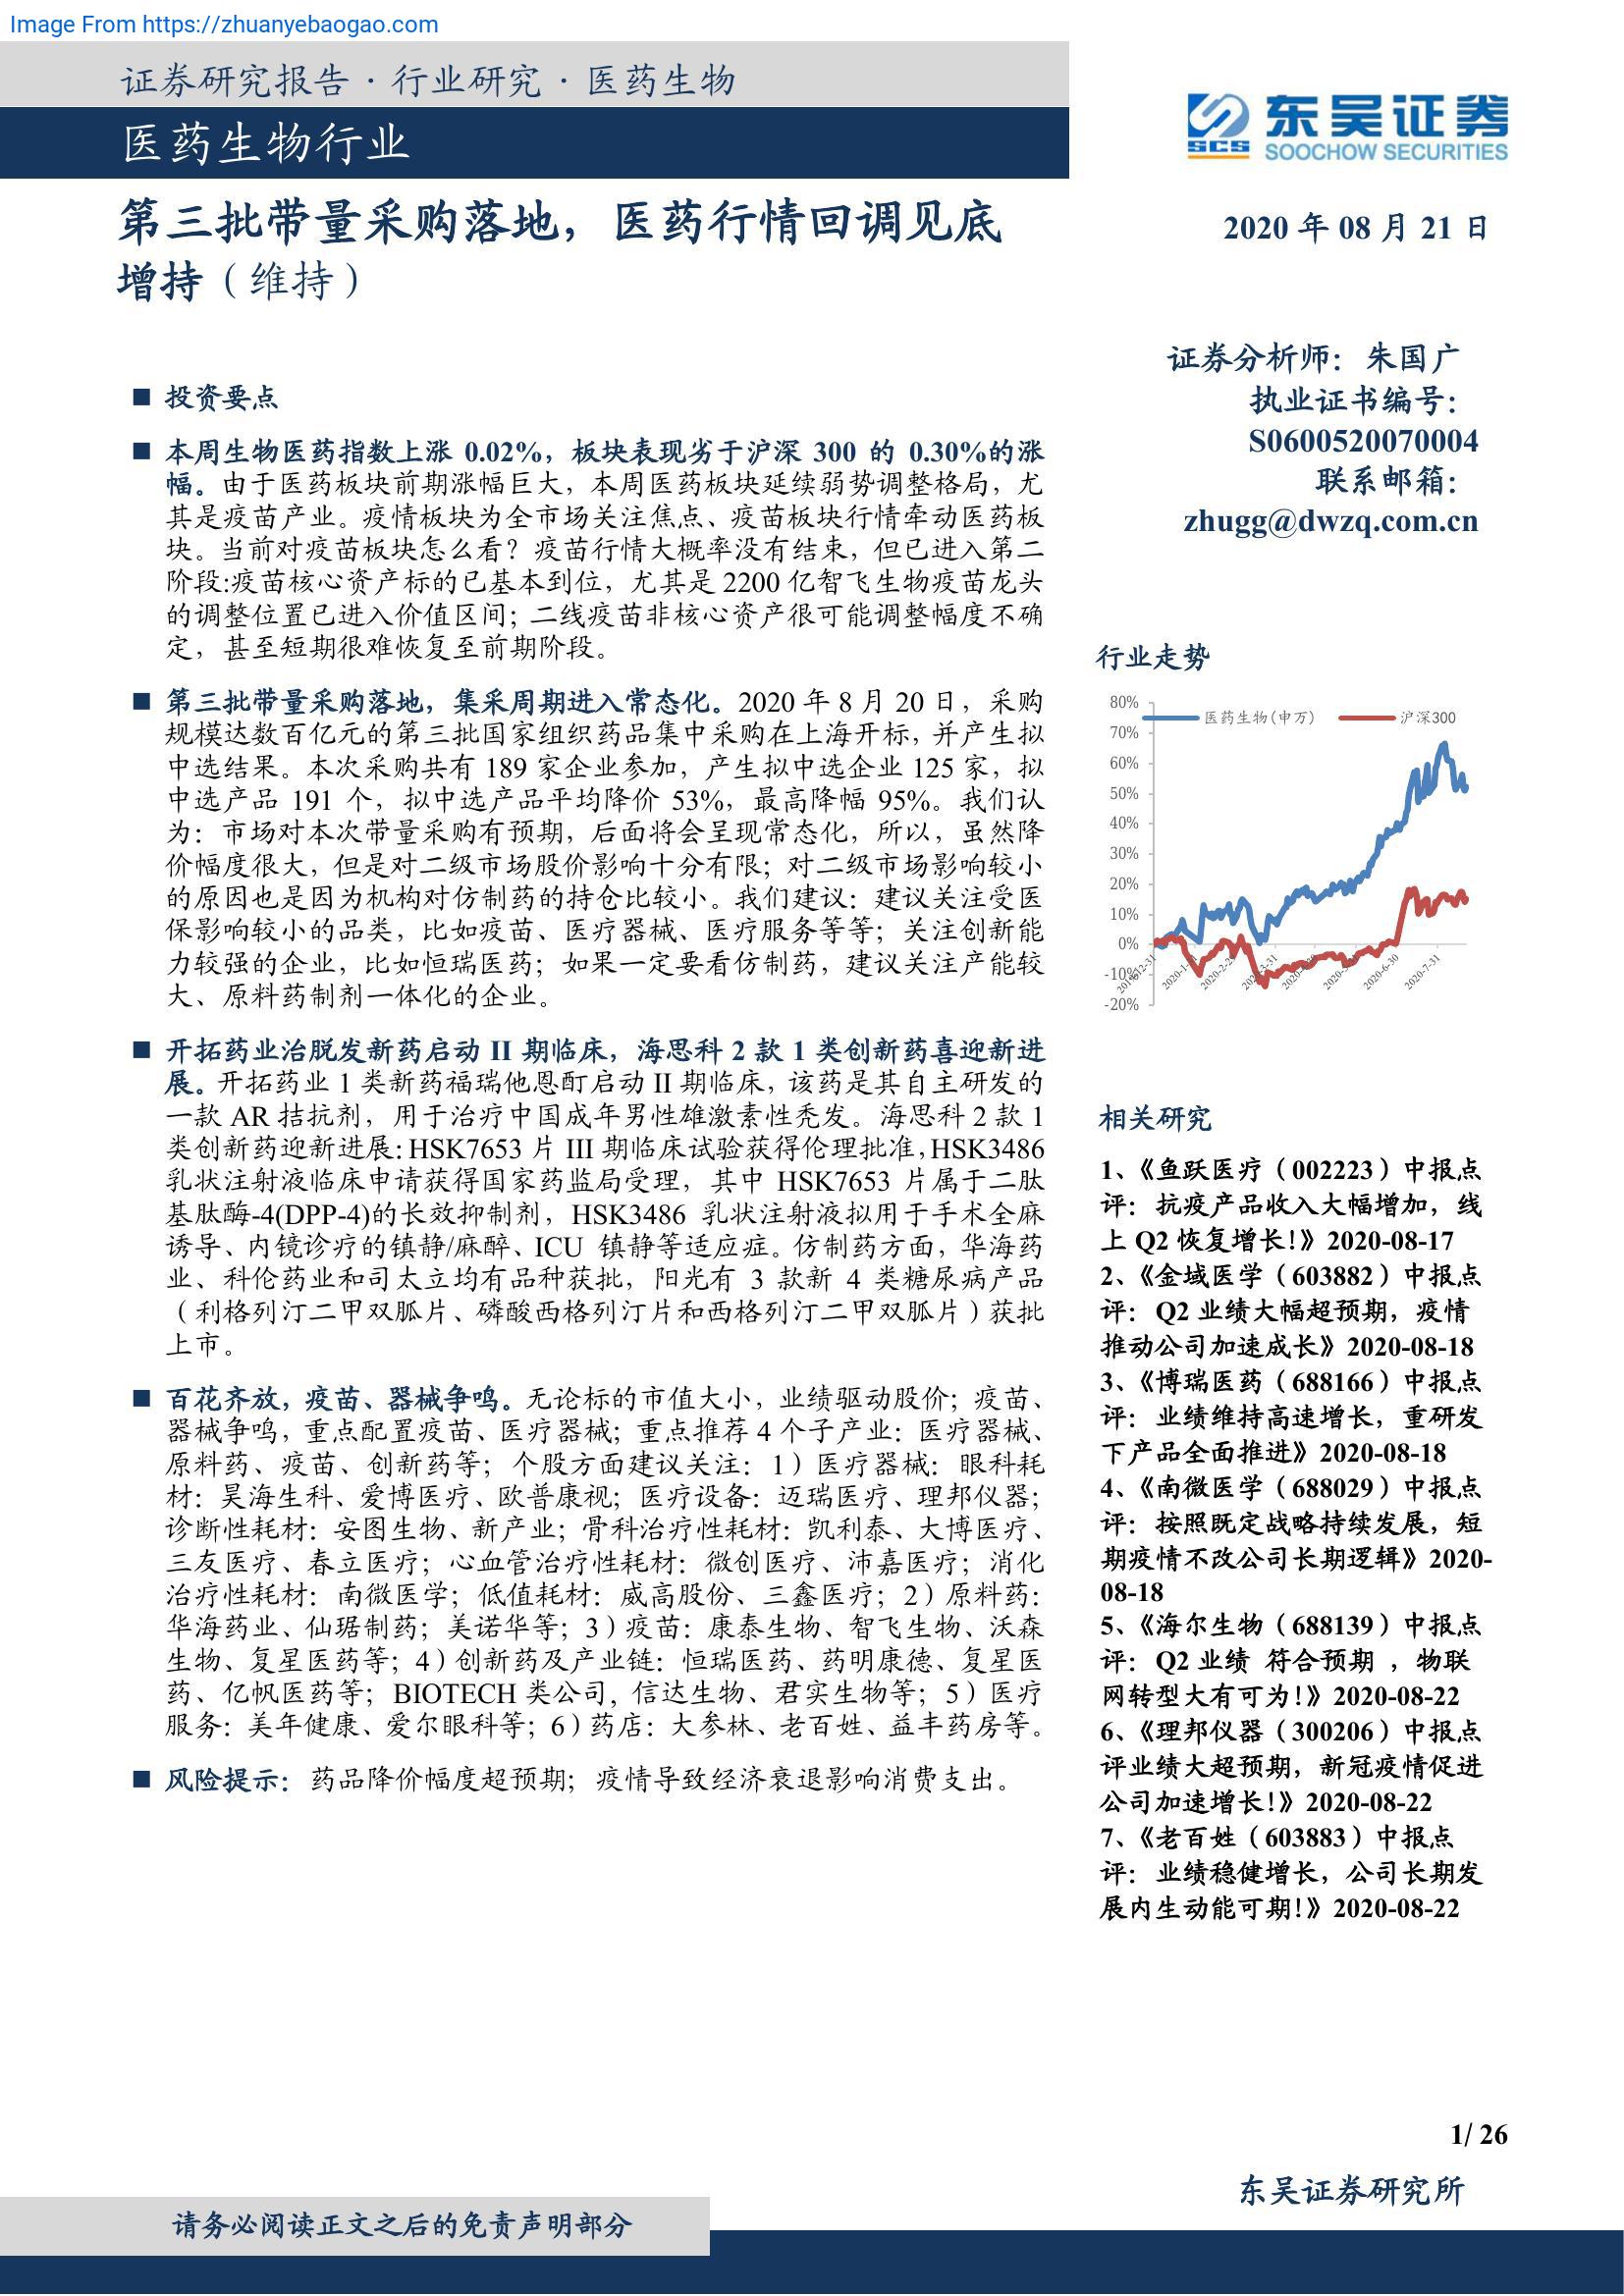 Image From https://zhuanyebaogao.com
证券研究报告·行业研究·医药生物
医药生物行业
东吴证券
SCS
SOOCHOW SECURITIES
第三批带量采购落地，医药行情回调见底
增持（维持）
2020 年 08 月 21 日
证券分析师：朱国广
执业证书编号：
S0600520070004
联系邮箱：
zhugg@dwzq.com.cn
■ 投资要点
■ 本周生物医药指数上涨 0.02%，板块表现劣于沪深 300 的 0.30%的涨
幅。由于医药板块前期涨幅巨大，本周医药板块延续弱势调整格局，尤
其是疫苗产业。疫情板块为全市场关注焦点、疫苗板块行情牵动医药板
块。当前对疫苗板块怎么看？疫苗行情大概率没有结束，但已进入第二
阶段:疫苗核心资产标的已基本到位，尤其是 2200 亿智飞生物疫苗龙头
的调整位置已进入价值区间；二线疫苗非核心资产很可能调整幅度不确
定，甚至短期很难恢复至前期阶段。
■ 第三批带量采购落地，集采周期进入常态化。2020 年 8 月 20 日，采购
规模达数百亿元的第三批国家组织药品集中采购在上海开标，并产生拟
中选结果。本次采购共有 189 家企业参加，产生拟中选企业 125 家，拟
中选产品 191 个，拟中选产品平均降价 53%，最高降幅 95%。我们认
为：市场对本次带量采购有预期，后面将会呈现常态化，所以，虽然降
价幅度很大，但是对二级市场股价影响十分有限；对二级市场影响较小
的原因也是因为机构对仿制药的持仓比较小。我们建议：建议关注受医
保影响较小的品类，比如疫苗、医疗器械、医疗服务等等；关注创新能
力较强的企业，比如恒瑞医药；如果一定要看仿制药，建议关注产能较
大、原料药制剂一体化的企业。
■ 开拓药业治脱发新药启动 II 期临床，海思科 2 款 1 类创新药喜迎新进
展。开拓药业 1 类新药福瑞他恩酊启动 II 期临床，该药是其自主研发的
一款 AR 拮抗剂，用于治疗中国成年男性雄激素性秃发。海思科 2 款 1
类创新药迎新进展：HSK7653 片 III 期临床试验获得伦理批准，HSK3486
乳状注射液临床申请获得国家药监局受理，其中 HSK7653 片属于二肽
基肽酶-4(DPP-4)的长效抑制剂，HSK3486 乳状注射液拟用于手术全麻
诱导、内镜诊疗的镇静/麻醉、ICU 镇静等适应症。仿制药方面，华海药
业、科伦药业和司太立均有品种获批，阳光有 3 款新 4 类糖尿病产品
（利格列汀二甲双胍片、磷酸西格列汀片和西格列汀二甲双胍片）获批
上市。
■ 百花齐放，疫苗、器械争鸣。无论标的市值大小，业绩驱动股价；疫苗、
器械争鸣，重点配置疫苗、医疗器械；重点推荐 4 个子产业：医疗器械、
原料药、疫苗、创新药等；个股方面建议关注：1）医疗器械：眼科耗
材：昊海生科、爱博医疗、欧普康视；医疗设备：迈瑞医疗、理邦仪器；
诊断性耗材：安图生物、新产业；骨科治疗性耗材：凯利泰、大博医疗、
三友医疗、春立医疗；心血管治疗性耗材：微创医疗、沛嘉医疗；消化
治疗性耗材：南微医学；低值耗材：威高股份、三鑫医疗；2）原料药：
华海药业、仙琚制药；美诺华等；3）疫苗：康泰生物、智飞生物、沃森
生物、复星医药等；4）创新药及产业链：恒瑞医药、药明康德、复星医
药、亿帆医药等；BIOTECH 类公司, 信达生物、君实生物等；5）医疗
服务：美年健康、爱尔眼科等；6）药店：大参林、老百姓、益丰药房等。
■ 风险提示：药品降价幅度超预期；疫情导致经济衰退影响消费支出。
行业走势
医药生物(申万) 沪深300
80%
70%
60%
50%
40%
30%
20%
10%
0%
-10%
-20%
2020-6-30
2020-7-31
相关研究
1、《鱼跃医疗（002223）中报点
评：抗疫产品收入大幅增加，线
上 Q2 恢复增长！》2020-08-17
2、《金域医学（603882）中报点
评：Q2 业绩大幅超预期，疫情
推动公司加速成长》2020-08-18
3、《博瑞医药（688166）中报点
评：业绩维持高速增长，重研发
下产品全面推进》2020-08-18
4、《南微医学（688029）中报点
评：按照既定战略持续发展，短
期疫情不改公司长期逻辑》2020-
08-18
5、《海尔生物（688139）中报点
评：Q2 业绩 符合预期 ，物联
网转型大有可为！》2020-08-22
6、《理邦仪器（300206）中报点
评业绩大超预期，新冠疫情促进
公司加速增长！》2020-08-22
7、《老百姓（603883）中报点
评：业绩稳健增长，公司长期发
展内生动能可期！》2020-08-22
1/ 26
东吴证券研究所
请务必阅读正文之后的免责声明部分